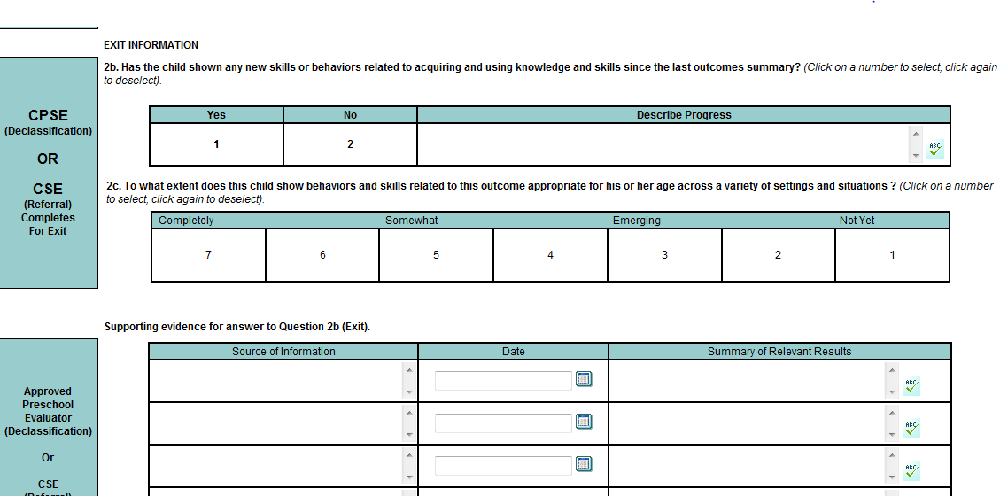 EXIT INFORMATION
2b. Has the child shown any new skills or behaviors related to acquiring and using knowledge and skills since the last outcomes summary? (Click on a number to select, click again
to deselect).
CPSE
(Declassification)
OR
CSE
(Referral)
Completes
For Exit
Yes No Describe Progress
1 2
ABC
2c. To what extent does this child show behaviors and skills related to this outcome appropriate for his or her age across a variety of settings and situations ? (Click on a number
to select, click again to deselect).
Completely Somewhat Emerging Not Yet
7 6 5 4 3 2 1
Supporting evidence for answer to Question 2b (Exit).
Approved
Preschool
Evaluator
(Declassification)
Or
CSE
(Referral)
Source of Information Date Summary of Relevant Results
ABC
ABC
ABC